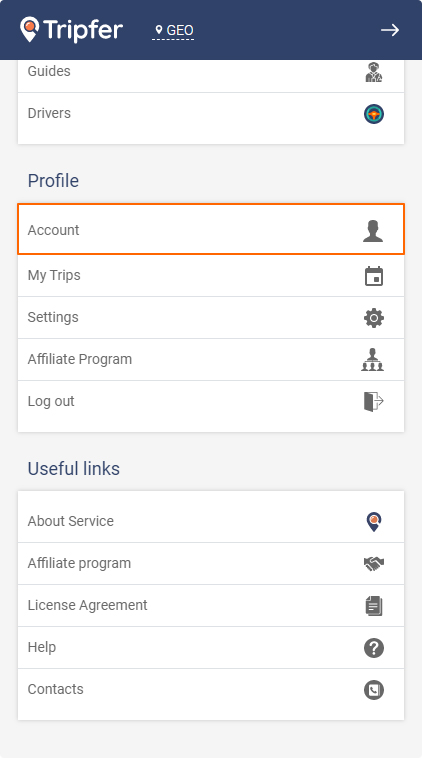 Tripfer
GEO
Guides
Drivers
Profile
Account
My Trips
Settings
Affiliate Program
Log out
Useful links
About Service
Affiliate program
License Agreement
Help
Contacts